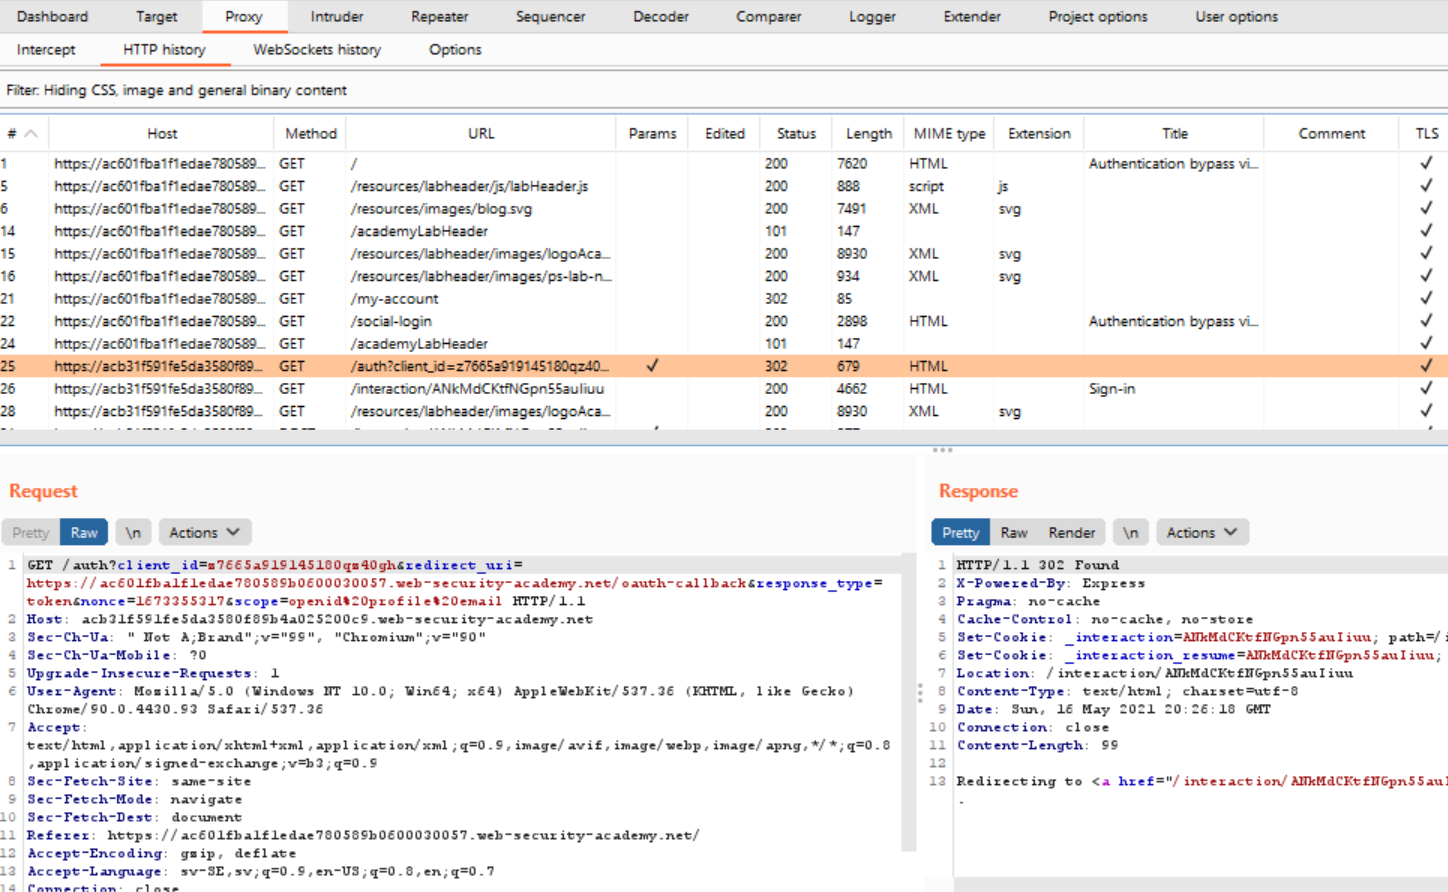 Dashboard Target Proxy Intruder Repeater Sequencer Decoder Comparer Logger Extender Project options User options
Intercept HTTP history WebSockets history Options
Filter: Hiding CSS, image and general binary content
# Host Method URL Params Edited Status Length MIME type Extension Title Comment TLS
1 https://ac601fba1f1edae780589... GET / 200 7620 HTML Authentication bypass vi... ✓
5 https://ac601fba1f1edae780589... GET /resources/labheader/js/labHeader.js 200 888 script js ✓
6 https://ac601fba1f1edae780589... GET /resources/images/blog.svg 200 7491 XML svg ✓
14 https://ac601fba1f1edae780589... GET /academyLabHeader 101 147 ✓
15 https://ac601fba1f1edae780589... GET /resources/labheader/images/logoAca... 200 8930 XML svg ✓
16 https://ac601fba1f1edae780589... GET /resources/labheader/images/ps-lab-n... 200 934 XML svg ✓
21 https://ac601fba1f1edae780589... GET /my-account 302 85 ✓
22 https://ac601fba1f1edae780589... GET /social-login 200 2898 HTML Authentication bypass vi... ✓
24 https://ac601fba1f1edae780589... GET /academyLabHeader 101 147 ✓
25 https://acb31f591fe5da3580f89... GET /auth?client_id=z7665a919145180qz40... ✓ 302 679 HTML ✓
26 https://acb31f591fe5da3580f89... GET /interaction/ANkMdCKtfNGpn55auIiuu 200 4662 HTML Sign-in ✓
28 https://acb31f591fe5da3580f89... GET /resources/labheader/images/logoAca... 200 8930 XML svg ✓
Request
Pretty Raw \n Actions
1 GET /auth?client_id=z7665a919145180qz40gh&redirect_uri=
https://ac601fba1f1edae780589b0600030057.web-security-academy.net/oauth-callback&response_type=
token&nonce=1673355317&scope=openid%20profile%20email HTTP/1.1
2 Host: acb31f591fe5da3580f89b4a025200c9.web-security-academy.net
3 Sec-Ch-Ua: " Not A;Brand";v="99", "Chromium";v="90"
4 Sec-Ch-Ua-Mobile: ?0
5 Upgrade-Insecure-Requests: 1
6 User-Agent: Mozilla/5.0 (Windows NT 10.0; Win64; x64) AppleWebKit/537.36 (KHTML, like Gecko)
Chrome/90.0.4430.93 Safari/537.36
7 Accept:
text/html,application/xhtml+xml,application/xml;q=0.9,image/avif,image/webp,image/apng,*/*;q=0.8
,application/signed-exchange;v=b3;q=0.9
8 Sec-Fetch-Site: same-site
9 Sec-Fetch-Mode: navigate
10 Sec-Fetch-Dest: document
11 Referer: https://ac601fba1f1edae780589b0600030057.web-security-academy.net/
12 Accept-Encoding: gzip, deflate
13 Accept-Language: sv-SE,sv;q=0.9,en-US;q=0.8,en;q=0.7
14 Connection: close
Response
Pretty Raw Render \n Actions
1 HTTP/1.1 302 Found
2 X-Powered-By: Express
3 Pragma: no-cache
4 Cache-Control: no-cache, no-store
5 Set-Cookie: _interaction=ANkMdCKtfNGpn55auIiuu; path=/i
6 Set-Cookie: _interaction_resume=ANkMdCKtfNGpn55auIiuu;
7 Location: /interaction/ANkMdCKtfNGpn55auIiuu
8 Content-Type: text/html; charset=utf-8
9 Date: Sun, 16 May 2021 20:26:18 GMT
10 Connection: close
11 Content-Length: 99
12
13 Redirecting to <a href="/interaction/ANkMdCKtfNGpn55auI
.